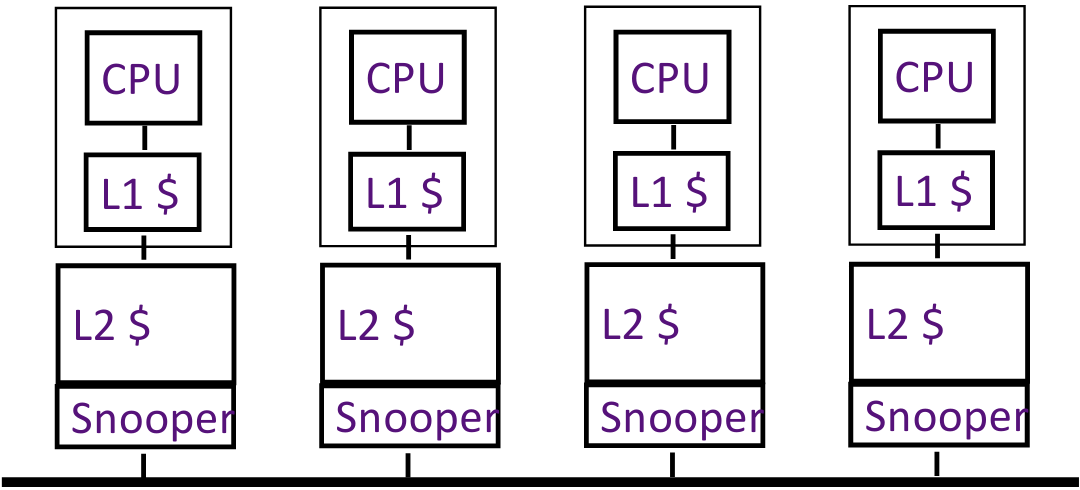 CPU CPU CPU CPU
L1 $ L1 $ L1 $ L1 $
L2 $ L2 $ L2 $ L2 $
Snooper Snooper Snooper Snooper